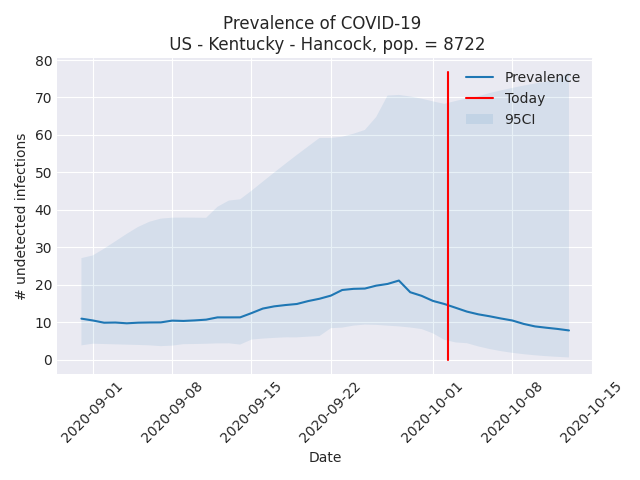 Prevalence of COVID-19
US - Kentucky - Hancock, pop. = 8722
80
70
60
50
40
30
20
10
0
# undetected infections
Prevalence
Today
95CI
2020-09-01
2020-09-08
2020-09-15
2020-09-22
2020-10-01
2020-10-08
2020-10-15
Date